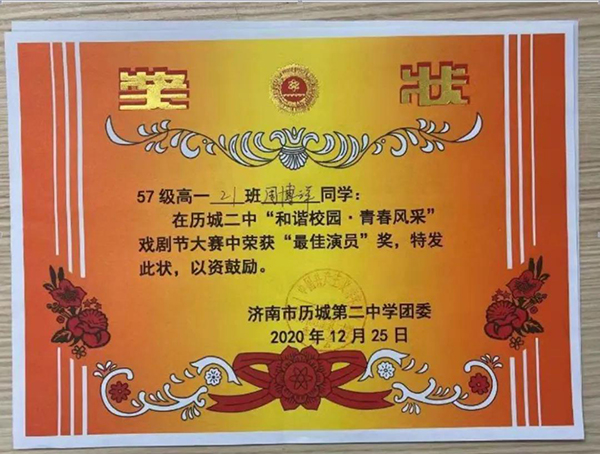 奖状
57级高一21班周博洋同学：
在历城二中“和谐校园·青春风采”
戏剧节大赛中荣获“最佳演员”奖，特发
此状，以资鼓励。
济南市历城第二中学团委
2020年12月25日